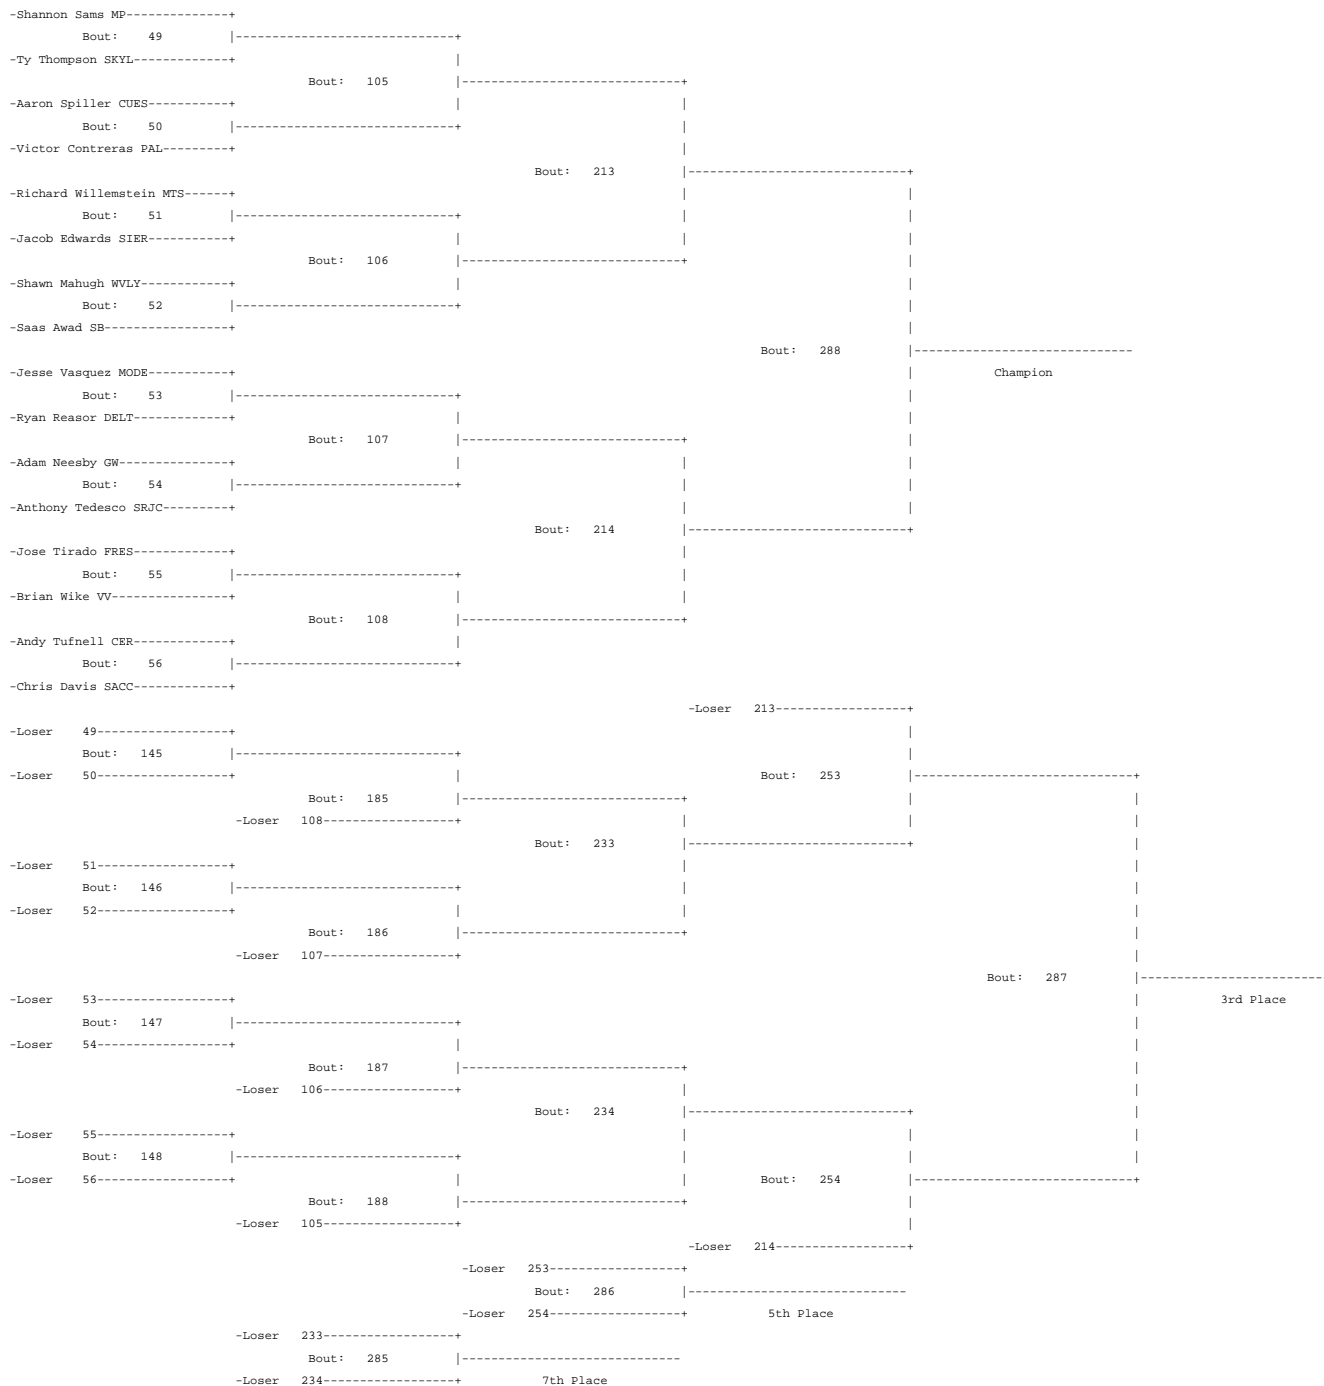 -Shannon Sams MP--------------+
Bout: 49 |------------------------------+
-Ty Thompson SKYL-------------+ |
Bout: 105 |------------------------------+
-Aaron Spiller CUES-----------+ | |
Bout: 50 |------------------------------+ |
-Victor Contreras PAL---------+ |
Bout: 213 |------------------------------+
-Richard Willemstein MTS------+ | |
Bout: 51 |------------------------------+ | |
-Jacob Edwards SIER-----------+ | | |
Bout: 106 |------------------------------+ |
-Shawn Mahugh WVLY------------+ | |
Bout: 52 |------------------------------+ |
-Saas Awad SB-----------------+ |
Bout: 288 |------------------------------
-Jesse Vasquez MODE-----------+ | Champion
Bout: 53 |------------------------------+ |
-Ryan Reasor DELT-------------+ | |
Bout: 107 |------------------------------+ |
-Adam Neesby GW---------------+ | | |
Bout: 54 |------------------------------+ | |
-Anthony Tedesco SRJC---------+ | |
Bout: 214 |------------------------------+
-Jose Tirado FRES-------------+ |
Bout: 55 |------------------------------+ |
-Brian Wike VV----------------+ | |
Bout: 108 |------------------------------+
-Andy Tufnell CER-------------+ |
Bout: 56 |------------------------------+
-Chris Davis SACC-------------+
-Loser 213------------------+
-Loser 49------------------+ |
Bout: 145 |------------------------------+ |
-Loser 50------------------+ | Bout: 253 |------------------------------+
Bout: 185 |------------------------------+ | |
-Loser 108------------------+ | | |
Bout: 233 |------------------------------+ |
-Loser 51------------------+ | |
Bout: 146 |------------------------------+ | |
-Loser 52------------------+ | | |
Bout: 186 |------------------------------+ |
-Loser 107------------------+ |
Bout: 287 |-------------------------
-Loser 53------------------+ | 3rd Place
Bout: 147 |------------------------------+ |
-Loser 54------------------+ | |
Bout: 187 |------------------------------+ |
-Loser 106------------------+ | |
Bout: 234 |------------------------------+ |
-Loser 55------------------+ | | |
Bout: 148 |------------------------------+ | | |
-Loser 56------------------+ | | Bout: 254 |------------------------------+
Bout: 188 |------------------------------+ |
-Loser 105------------------+ |
-Loser 214------------------+
-Loser 253------------------+
Bout: 286 |------------------------------
-Loser 254------------------+ 5th Place
-Loser 233------------------+
Bout: 285 |------------------------------
-Loser 234------------------+ 7th Place